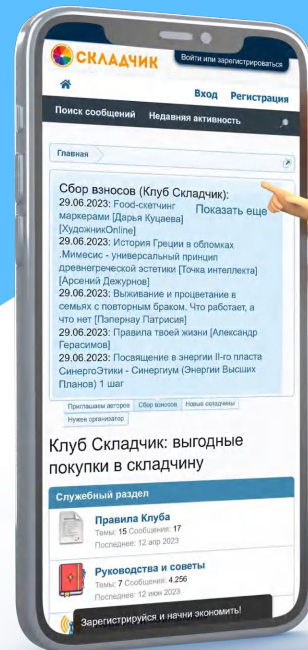 СКЛАДЧИК
Войти или зарегистрироваться
Вход Регистрация
Поиск сообщений Недавняя активность
Главная
Сбор взносов (Клуб Складчик):
Показать еще
29.06.2023: Food-скетчинг
маркерами [Дарья Куцаева]
[ХудожникOnline]
29.06.2023: История Греции в обломках
.Мимесис - универсальный принцип
древнегреческой эстетики [Точка интеллекта]
[Арсений Дежурнов]
29.06.2023: Выживание и процветание в
семьях с повторным браком. Что работает, а
что нет [Пэпернау Патрисия]
29.06.2023: Правила твоей жизни [Александр
Герасимов]
29.06.2023: Посвящение в энергии II-го пласта
СинергоЭтики - Синергиум (Энергии Высших
Планов) 1 шаг
Приглашаем авторов Сбор взносов Новые складчины
Нужен организатор
Клуб Складчик: выгодные
покупки в складчину
Служебный раздел
Правила Клуба
Темы: 15 Сообщения: 17
Последнее: 12 апр 2023
Руководства и советы
Темы: 7 Сообщения: 4.256
Последнее: 12 июн 2023
Зарегистрируйся и начни экономить!